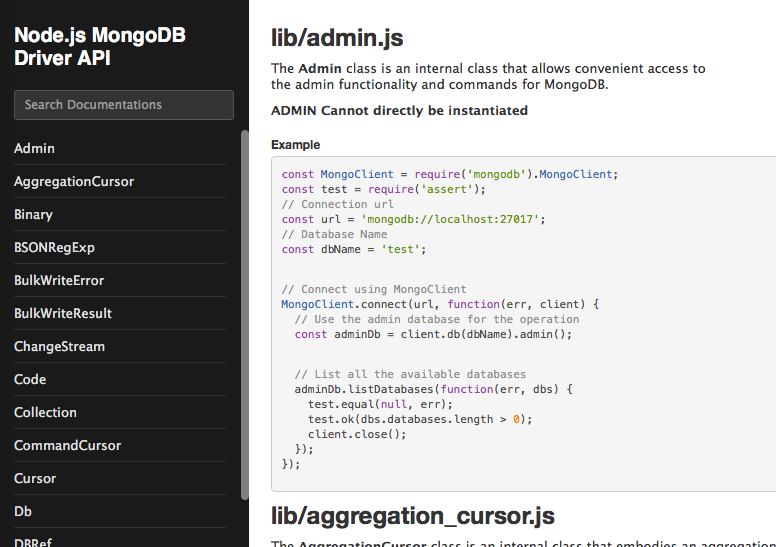 Node.js MongoDB
Driver API
Search Documentations
Admin
AggregationCursor
Binary
BSONRegExp
BulkWriteError
BulkWriteResult
ChangeStream
Code
Collection
CommandCursor
Cursor
Db
DBRef
lib/admin.js
The Admin class is an internal class that allows convenient access to
the admin functionality and commands for MongoDB.
ADMIN Cannot directly be instantiated
Example
const MongoClient = require('mongodb').MongoClient;
const test = require('assert');
// Connection url
const url = 'mongodb://localhost:27017';
// Database Name
const dbName = 'test';
// Connect using MongoClient
MongoClient.connect(url, function(err, client) {
  // Use the admin database for the operation
  const adminDb = client.db(dbName).admin();
  // List all the available databases
  adminDb.listDatabases(function(err, dbs) {
    test.equal(null, err);
    test.ok(dbs.databases.length > 0);
    client.close();
  });
});
lib/aggregation_cursor.js
The AggregationCursor class is an internal class that embodies an aggregation